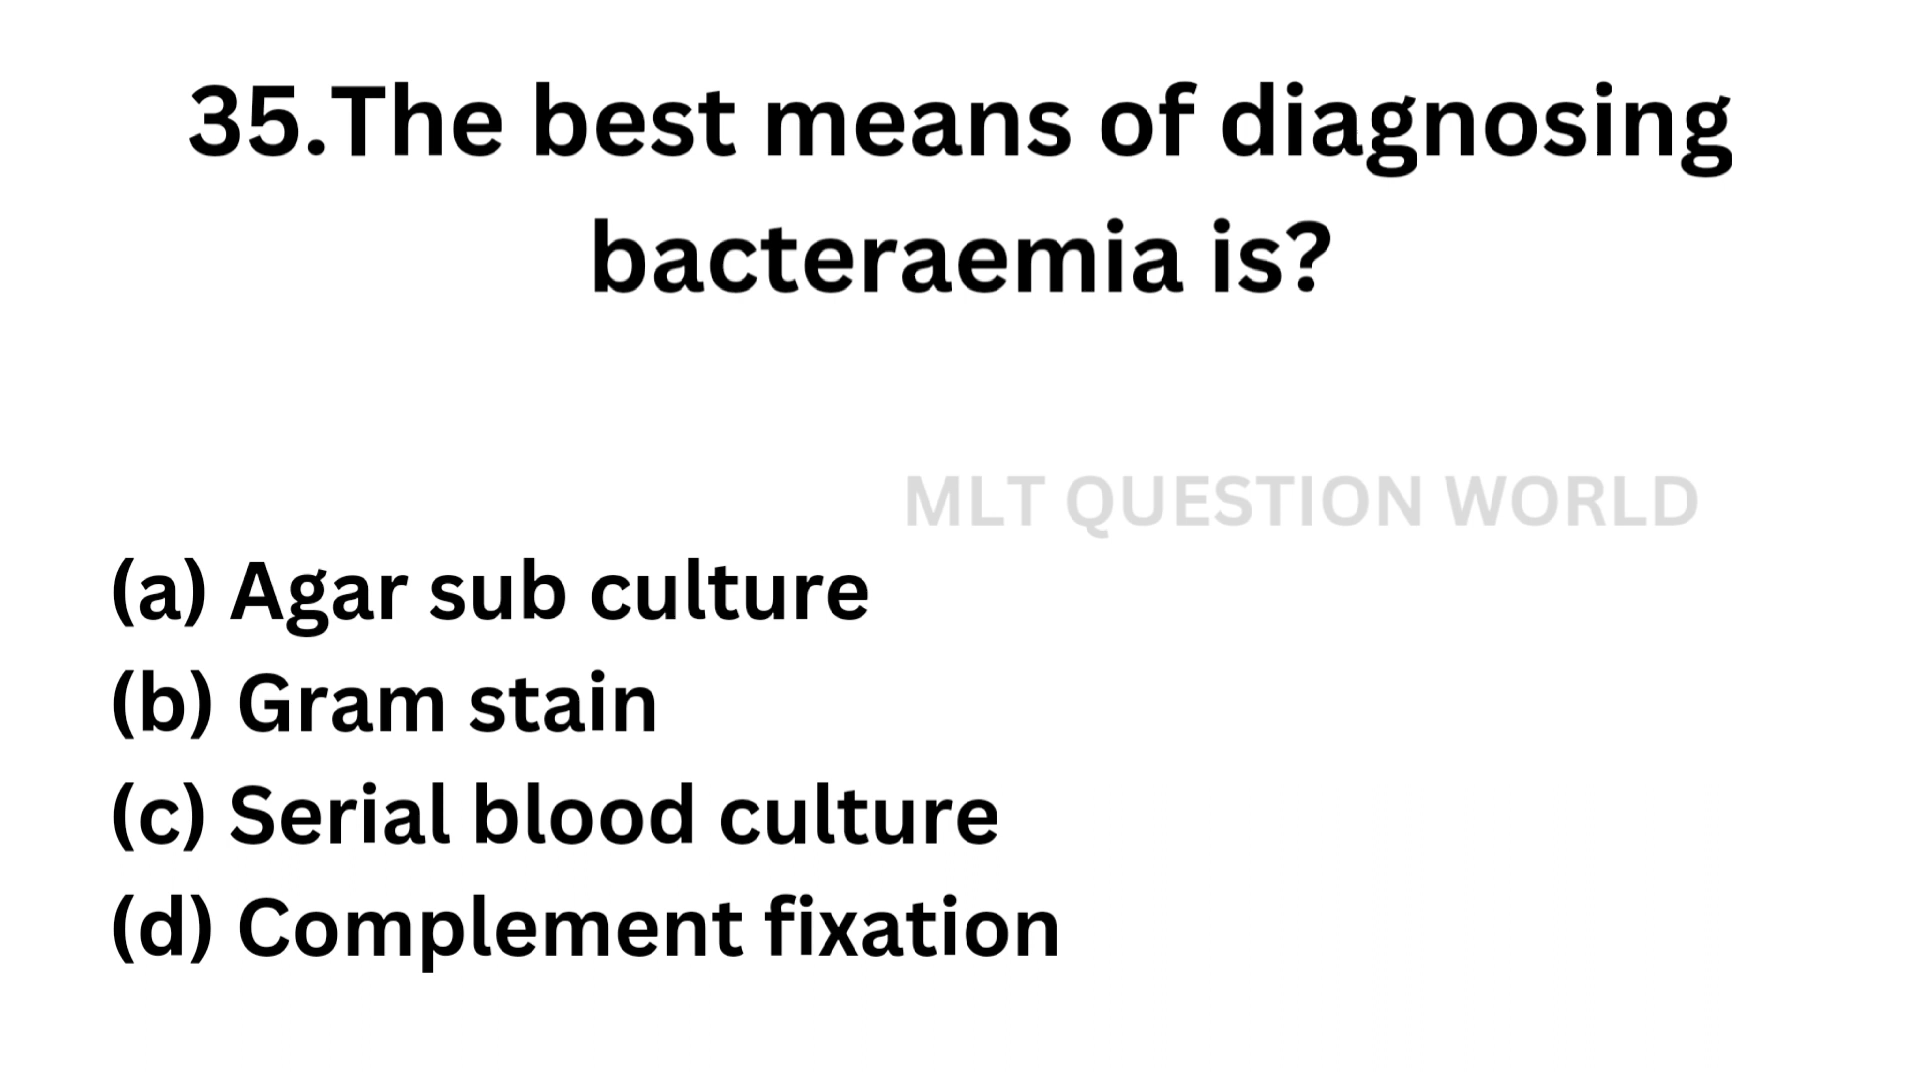 35.The best means of diagnosing
bacteraemia is?
MLT QUESTION WORLD
(a) Agar sub culture
(b) Gram stain
(c) Serial blood culture
(d) Complement fixation